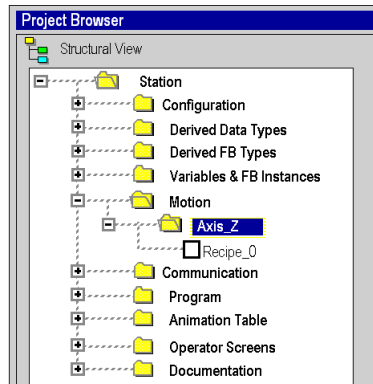 Project Browser
Structural View
Station
Configuration
Derived Data Types
Derived FB Types
Variables & FB Instances
Motion
Axis_Z
Recipe_0
Communication
Program
Animation Table
Operator Screens
Documentation